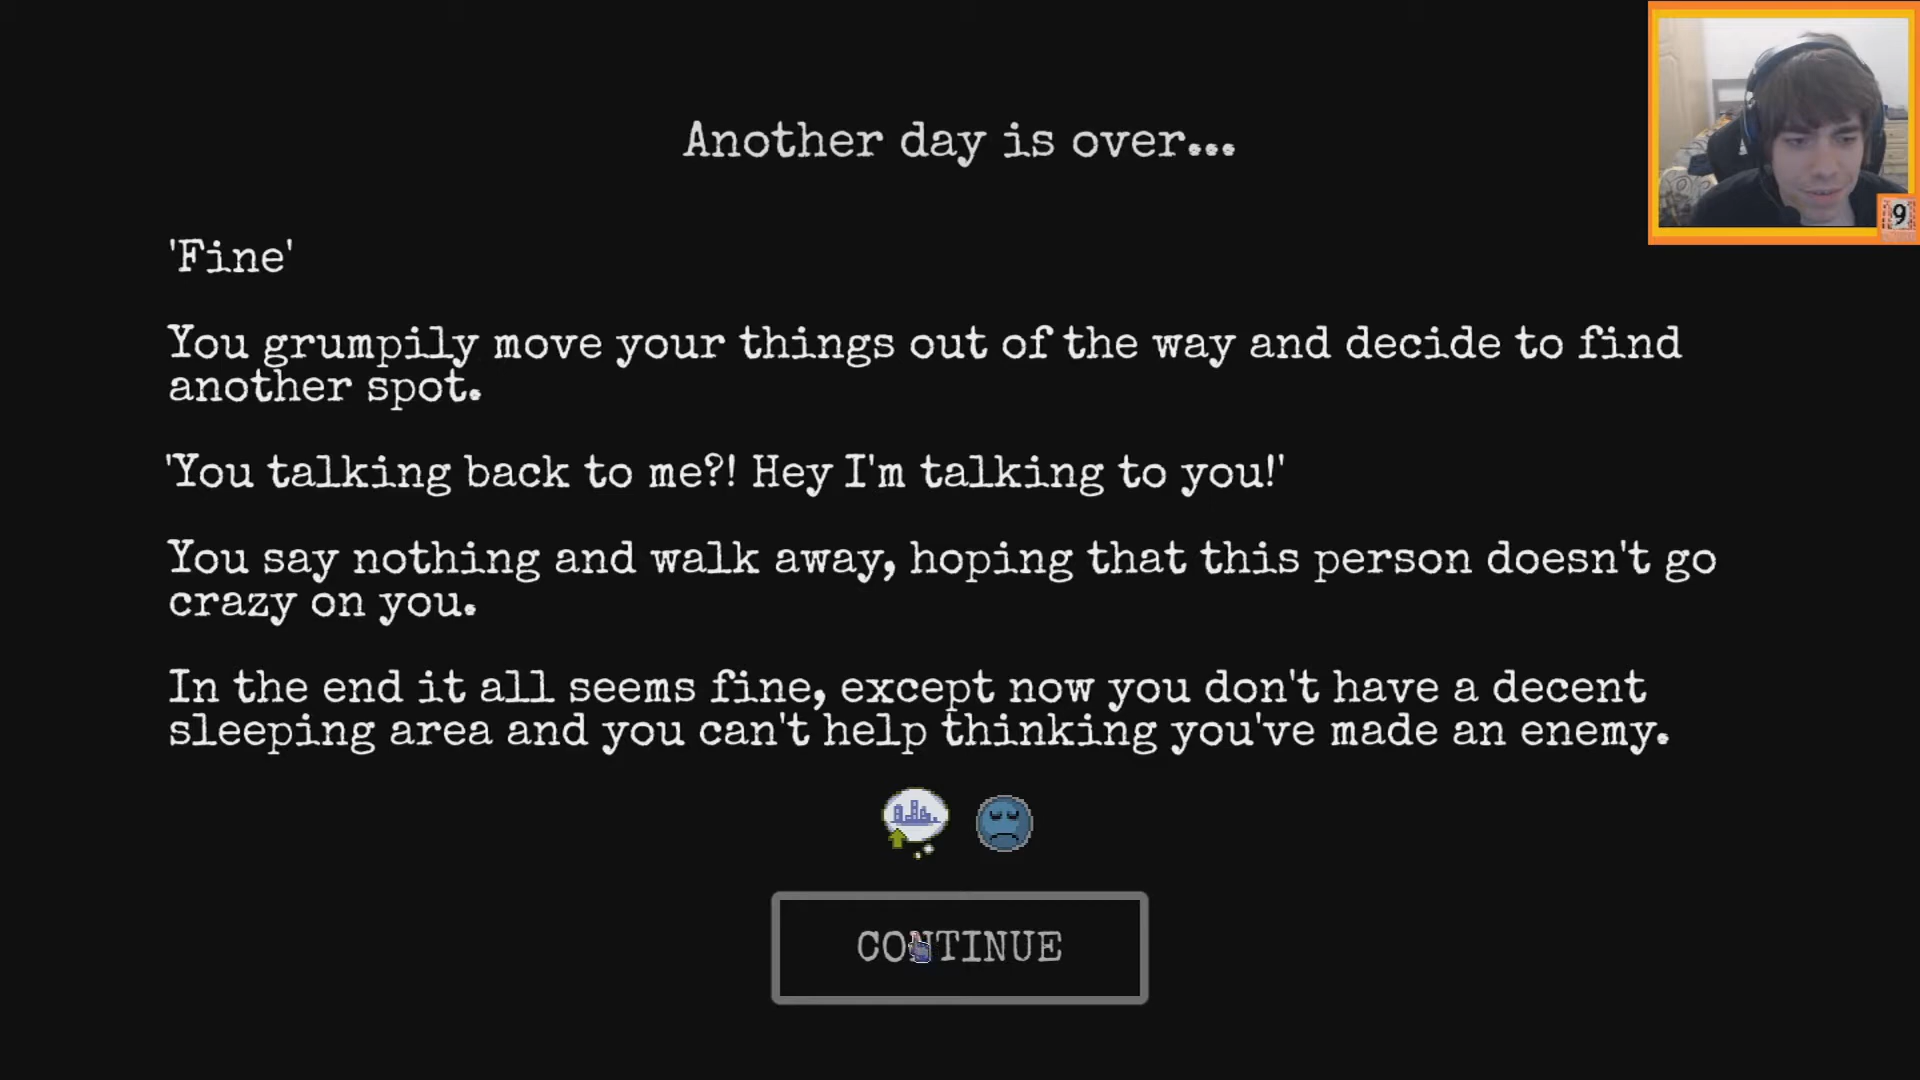 Another day is over...
'Fine'
You grumpily move your things out of the way and decide to find
another spot.
'You talking back to me?! Hey I'm talking to you!'
You say nothing and walk away, hoping that this person doesn't go
crazy on you.
In the end it all seems fine, except now you don't have a decent
sleeping area and you can't help thinking you've made an enemy.
CONTINUE
9